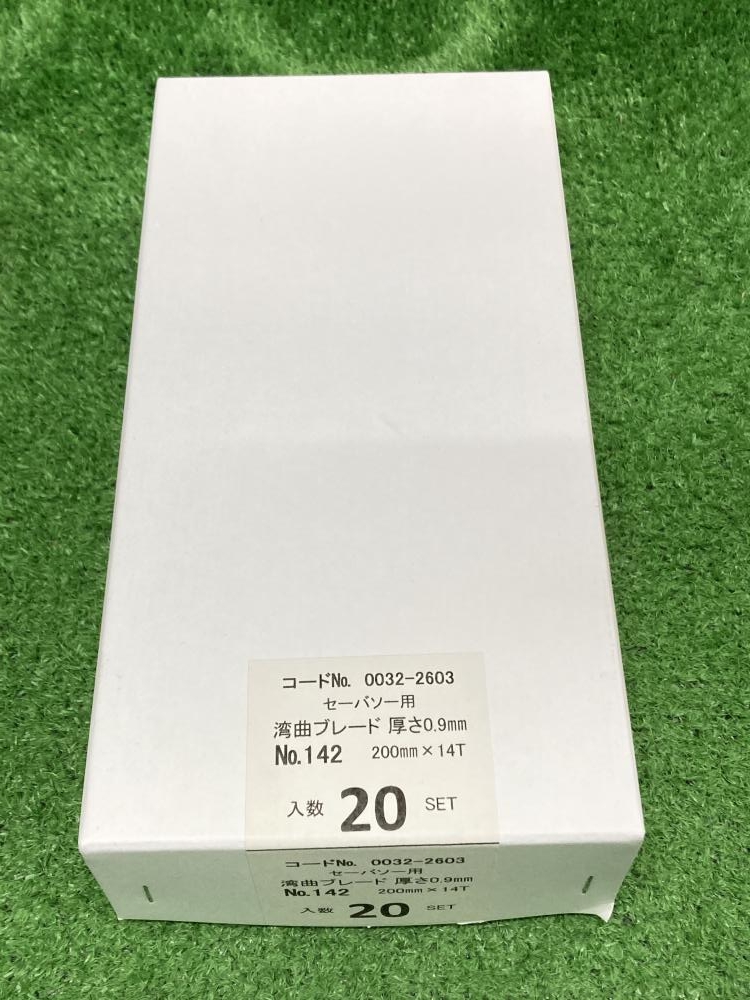 コードNo. 0032-2603
セーバソー用
湾曲ブレード 厚さ0.9mm
No.142 200mm×14T
入数 20 SET
コードNo. 0032-2603
セーバソー用
湾曲ブレード 厚さ0.9mm
No.142 200mm×14T
入数 20 SET